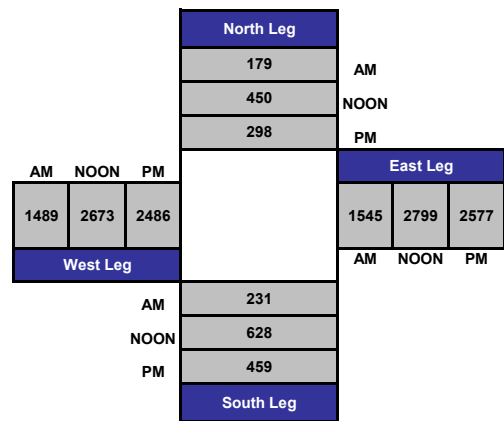 North Leg
179 AM
450 NOON
298 PM
AM NOON PM East Leg
1489 2673 2486 1545 2799 2577
West Leg AM NOON PM
AM 231
NOON 628
PM 459
South Leg